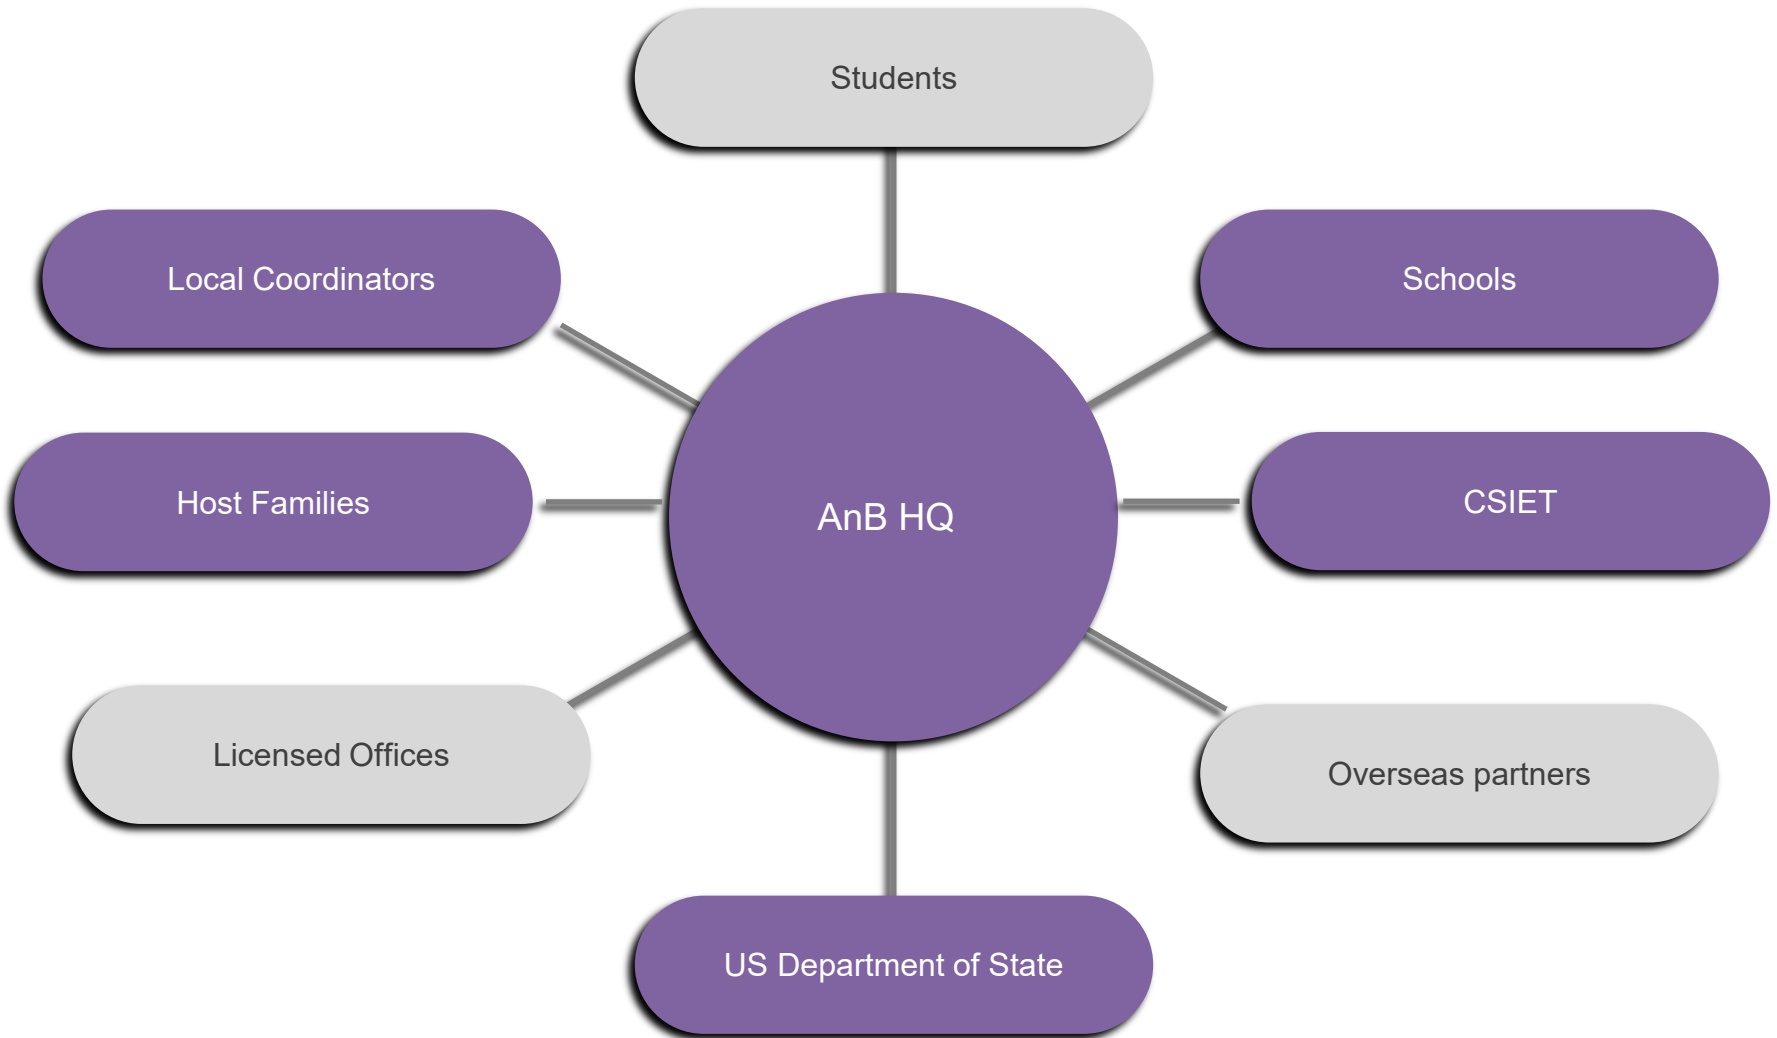 Students
Local Coordinators
Schools
Host Families
AnB HQ
CSIET
Licensed Offices
Overseas partners
US Department of State